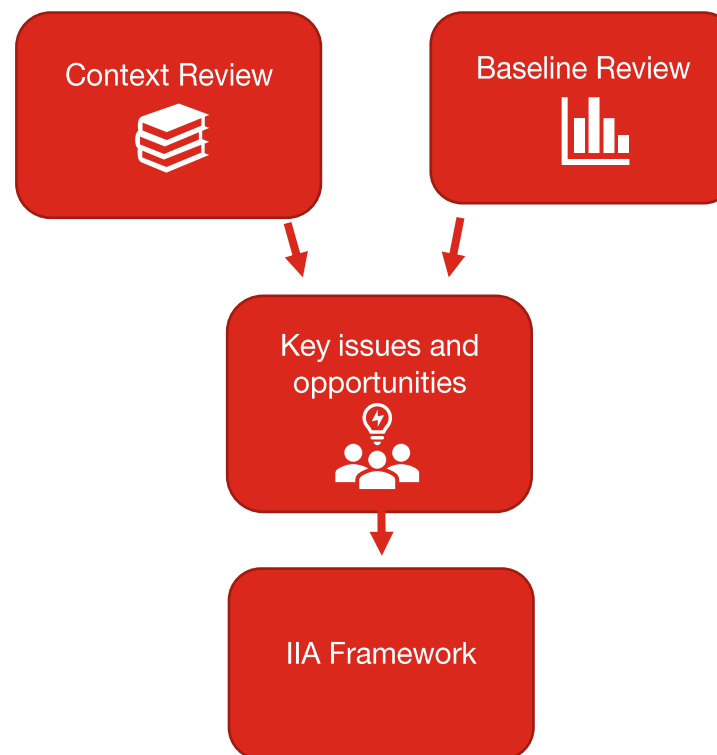 Context Review
Baseline Review
Key issues and
opportunities
IIA Framework